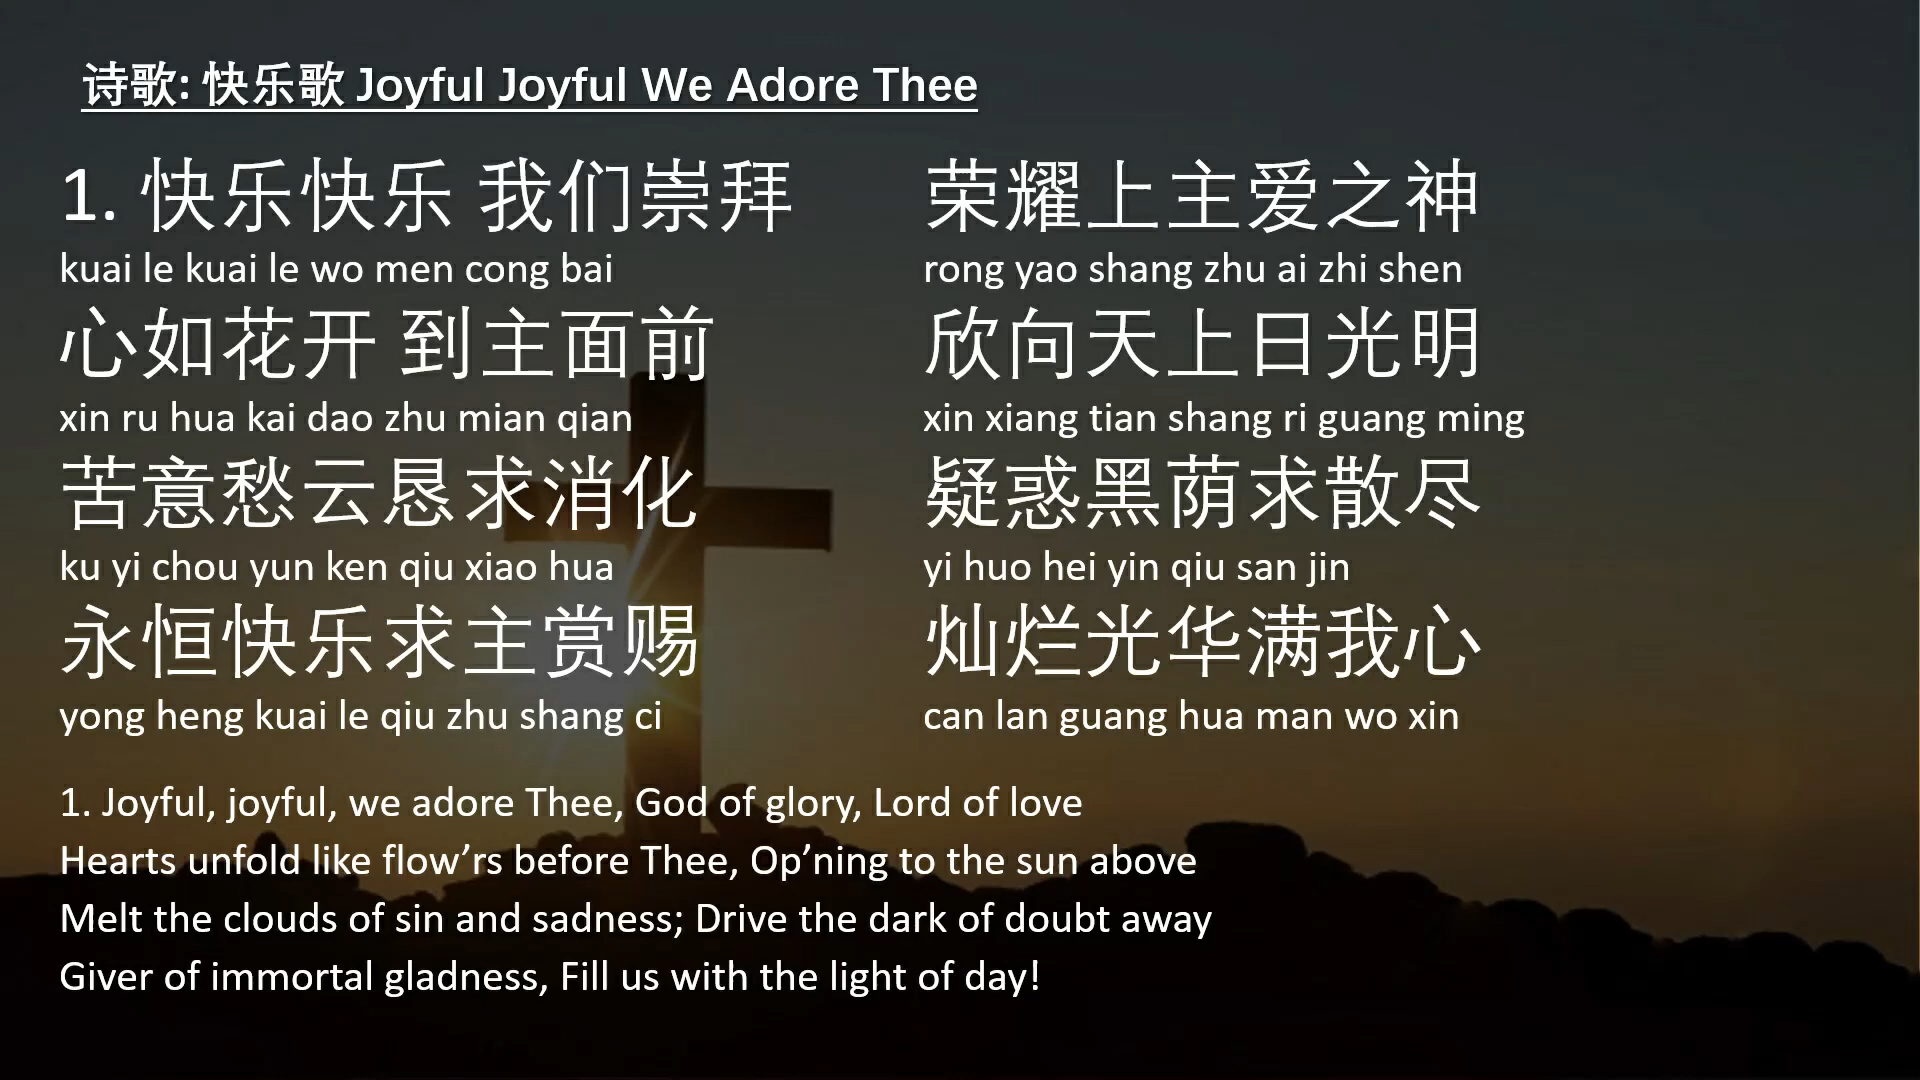 诗歌: 快乐歌 Joyful Joyful We Adore Thee
1. 快乐快乐 我们崇拜 荣耀上主爱之神
kuai le kuai le wo men cong bai rong yao shang zhu ai zhi shen
心如花开 到主面前 欣向天上日光明
xin ru hua kai dao zhu mian qian xin xiang tian shang ri guang ming
苦意愁云恳求消化 疑惑黑荫求散尽
ku yi chou yun ken qiu xiao hua yi huo hei yin qiu san jin
永恒快乐求主赏赐 灿烂光华满我心
yong heng kuai le qiu zhu shang ci can lan guang hua man wo xin
1. Joyful, joyful, we adore Thee, God of glory, Lord of love
Hearts unfold like flow’rs before Thee, Op’ning to the sun above
Melt the clouds of sin and sadness; Drive the dark of doubt away
Giver of immortal gladness, Fill us with the light of day!